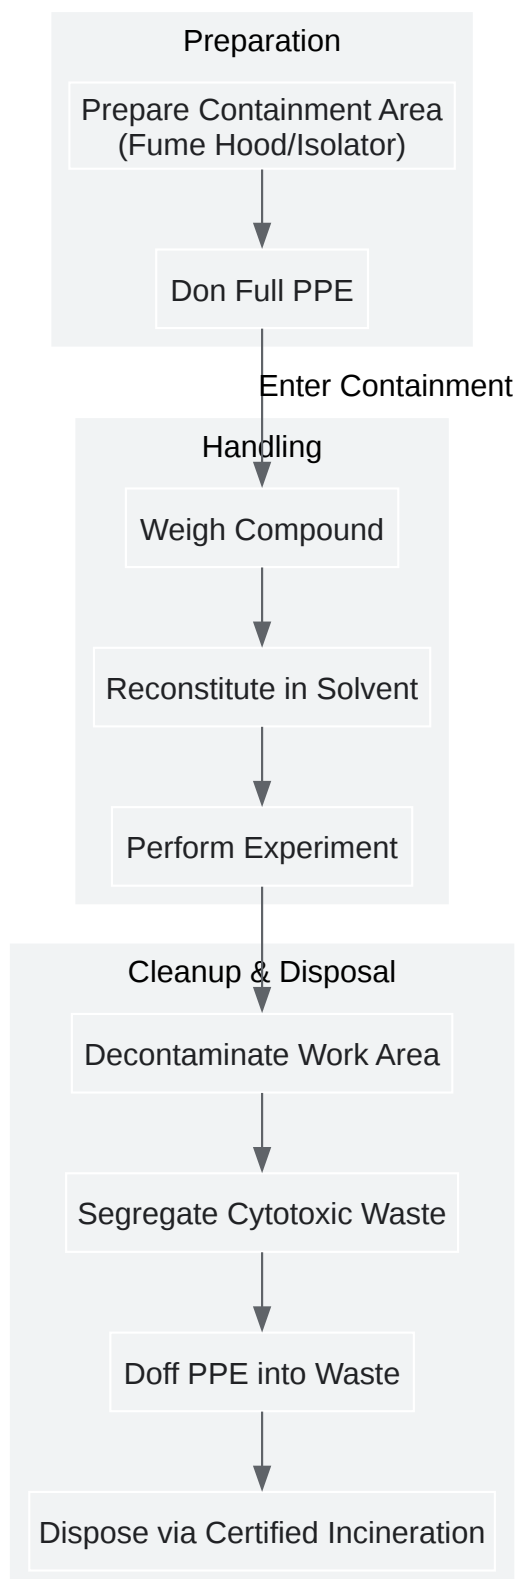 Preparation
Prepare Containment Area
(Fume Hood/Isolator)
Don Full PPE
Enter Containment
Handling
Weigh Compound
Reconstitute in Solvent
Perform Experiment
Cleanup & Disposal
Decontaminate Work Area
Segregate Cytotoxic Waste
Doff PPE into Waste
Dispose via Certified Incineration